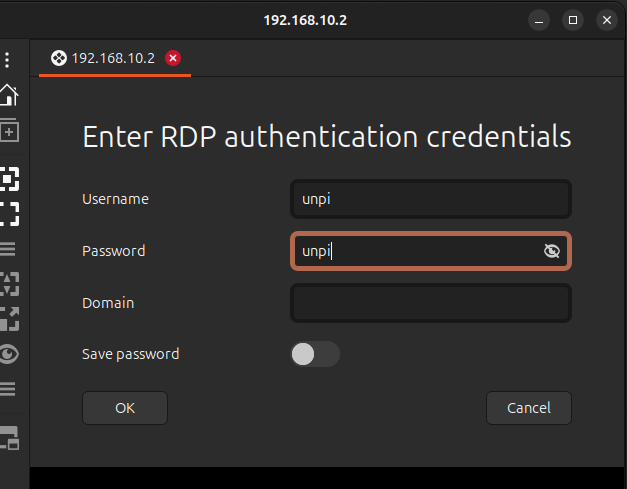 192.168.10.2
192.168.10.2
Enter RDP authentication credentials
Username unpi
Password unpi
Domain
Save password
OK Cancel